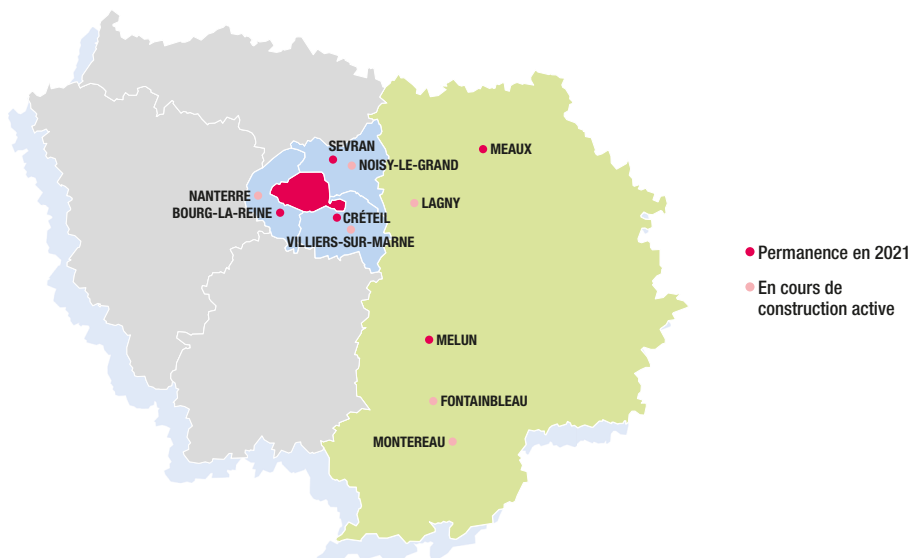 SEVRAN
MEAUX
NOISY-LE-GRAND
NANTERRE
LAGNY
BOURG-LA-REINE
CRÉTEIL
VILLIERS-SUR-MARNE
Permanence en 2021
En cours de
construction active
MELUN
FONTAINBLEAU
MONTEREAU